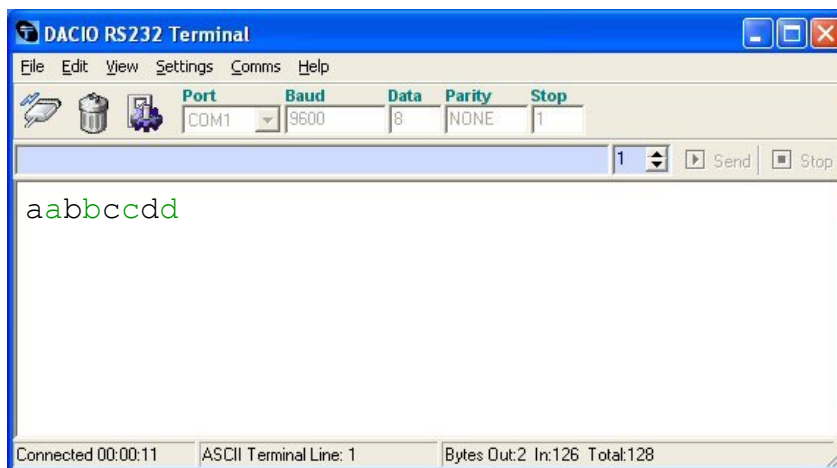 DACIO RS232 Terminal
File Edit View Settings Comms Help
Port Baud Data Parity Stop
COM1 9600 8 NONE 1
1 Send Stop
aabbccdd
Connected 00:00:11 ASCII Terminal Line: 1 Bytes Out:2 In:126 Total:128